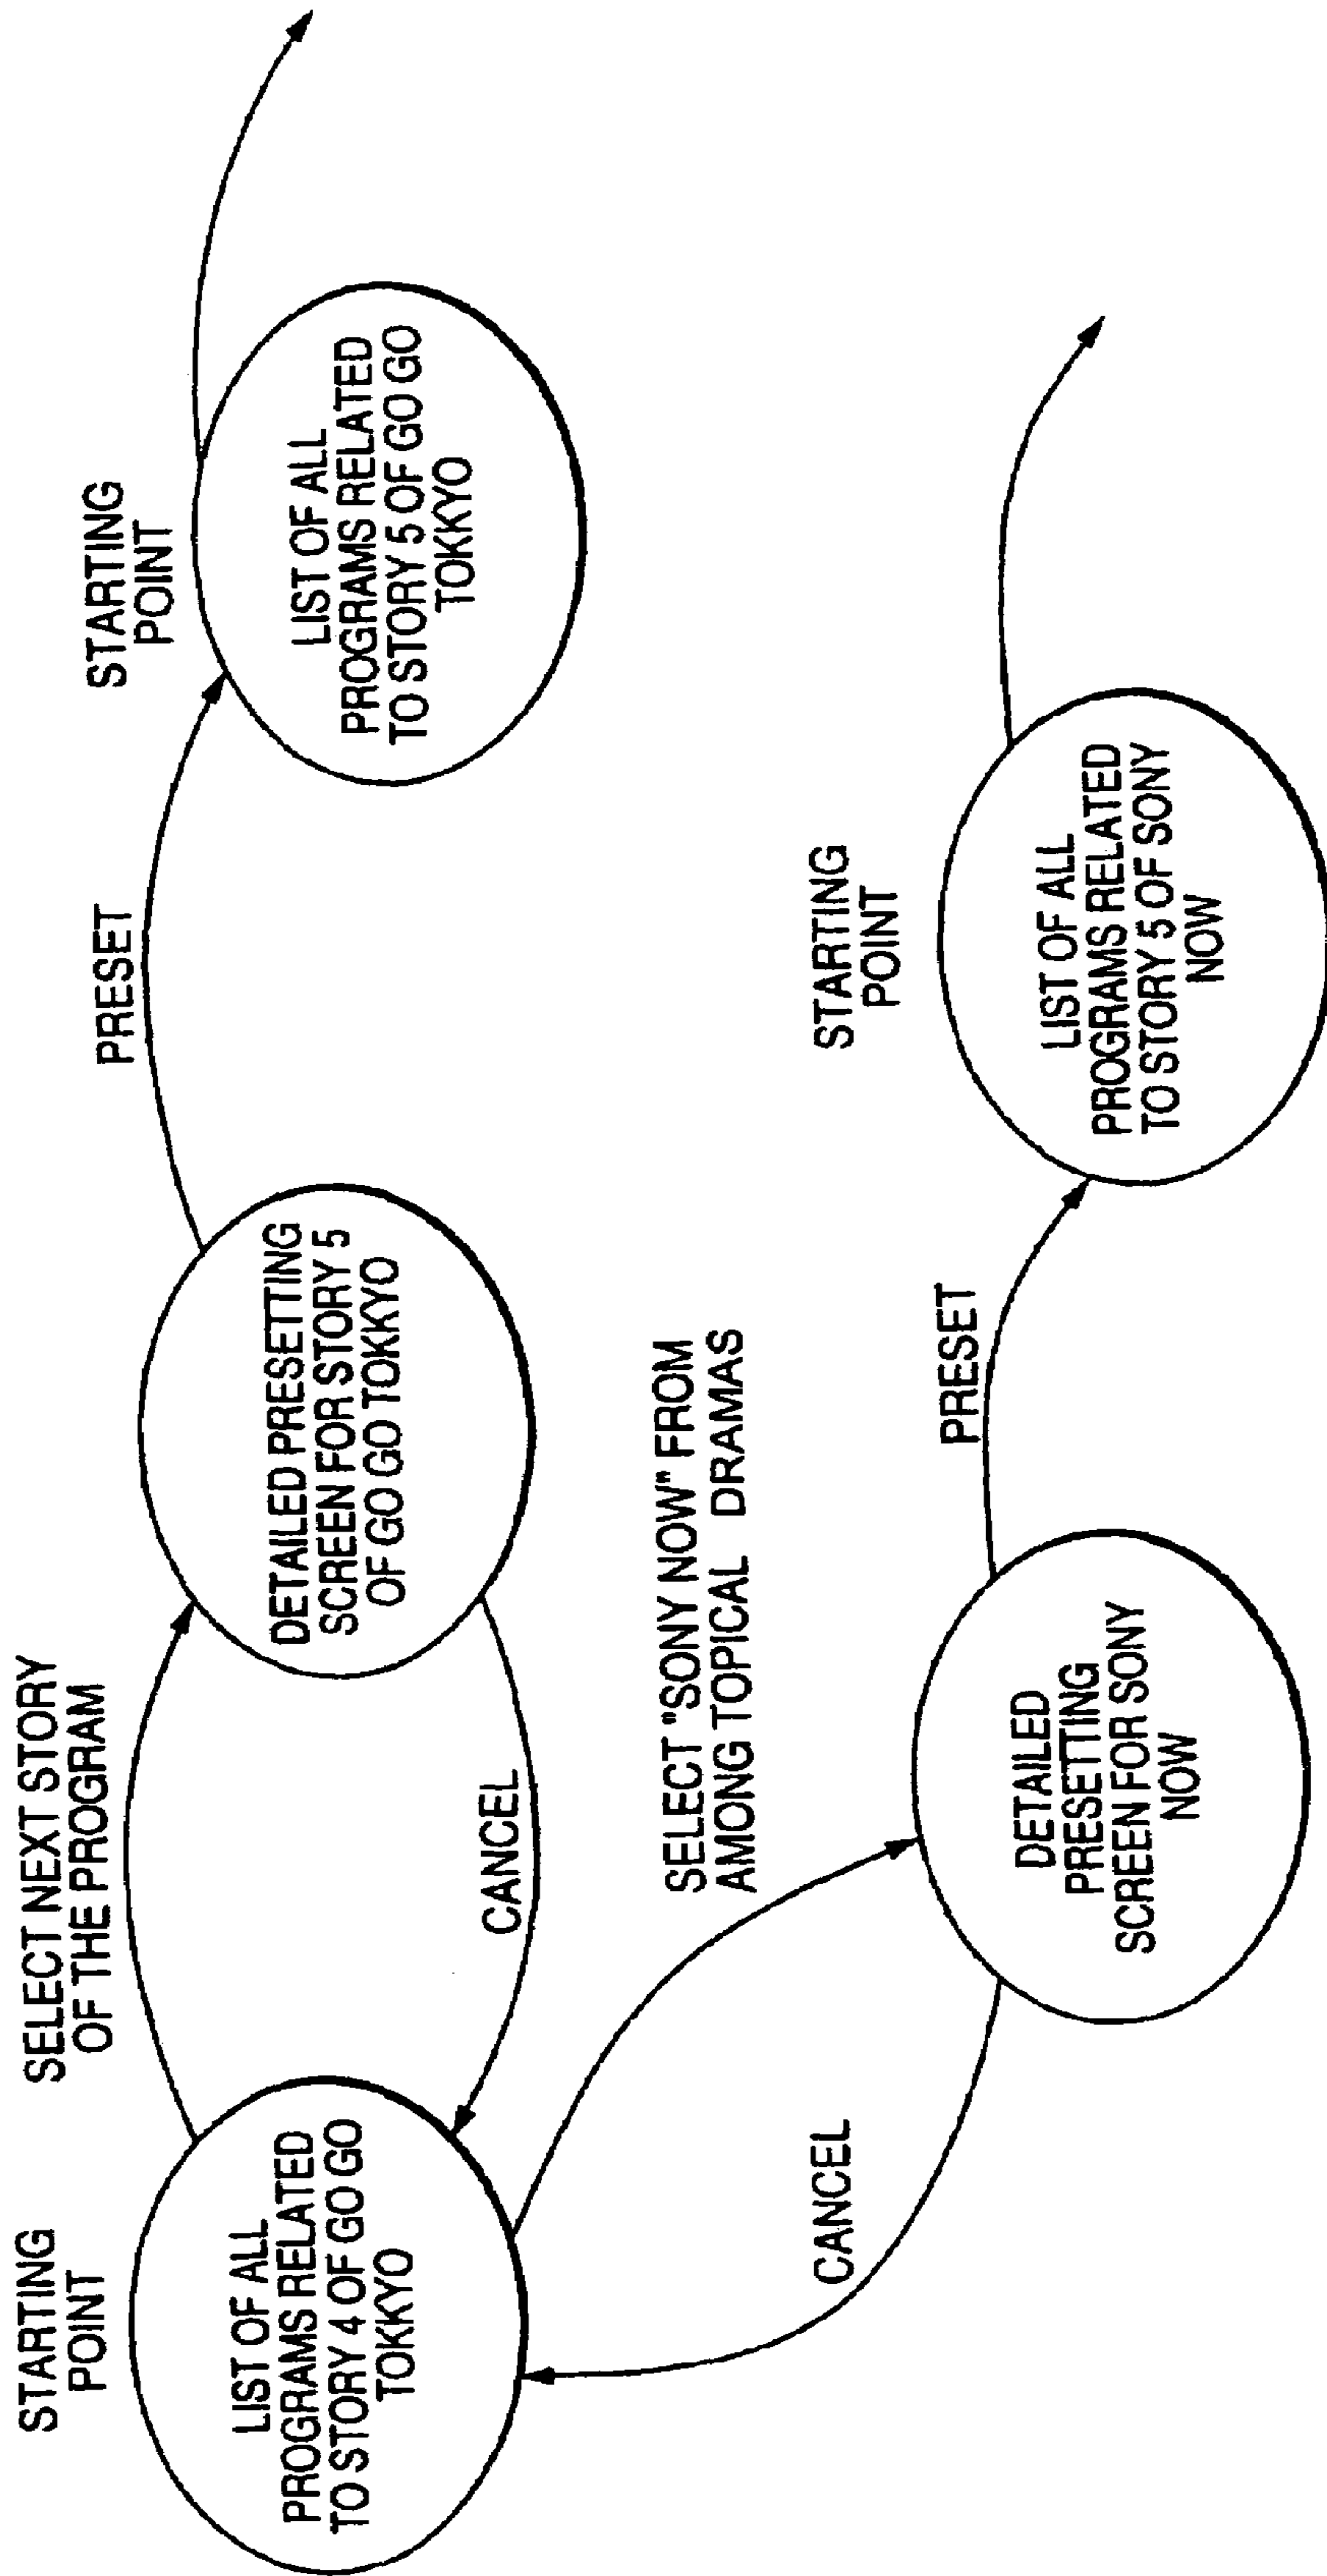 STARTING
POINT
LIST OF ALL
PROGRAMS RELATED
TO STORY 4 OF GO GO
TOKKYO
SELECT NEXT STORY
OF THE PROGRAM
CANCEL
DETAILED PRESETTING
SCREEN FOR STORY 5
OF GO GO TOKKYO
PRESET
STARTING
POINT
LIST OF ALL
PROGRAMS RELATED
TO STORY 5 OF GO GO
TOKKYO
SELECT "SONY NOW" FROM
AMONG TOPICAL DRAMAS
CANCEL
DETAILED
PRESETTING
SCREEN FOR SONY
NOW
PRESET
STARTING
POINT
LIST OF ALL
PROGRAMS RELATED
TO STORY 5 OF SONY
NOW